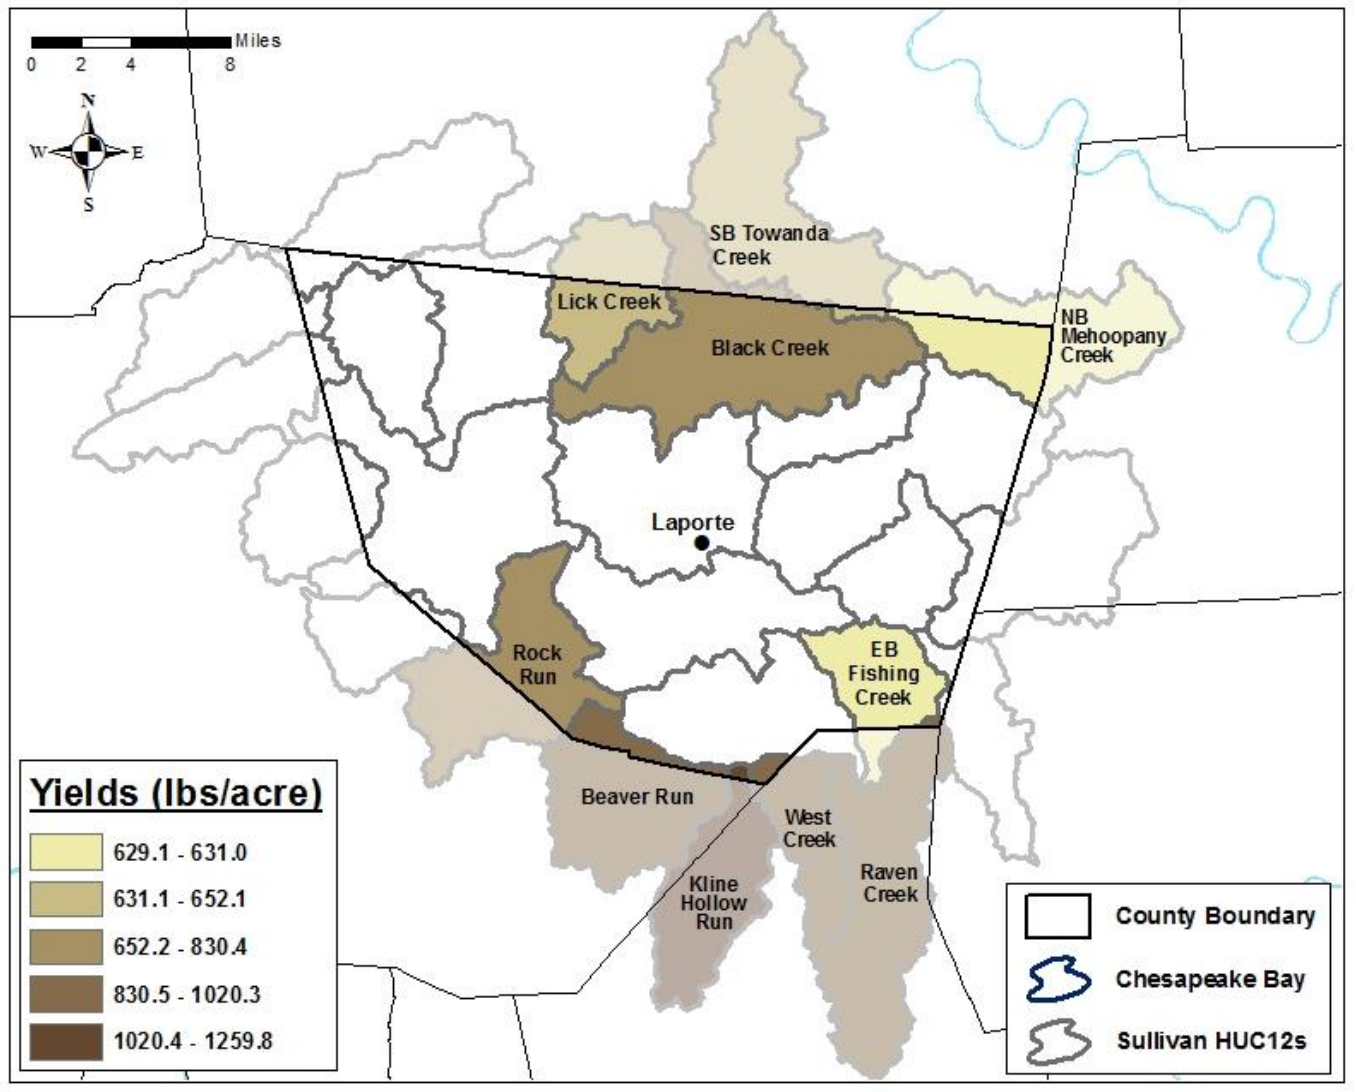 Miles
0 2 4 8
N
W E
S
SB Towanda
Creek
Lick Creek
NB
Mehoopany
Creek
Black Creek
Laporte
Rock
Run
EB
Fishing
Creek
Beaver Run
West
Creek
Kline
Hollow
Run
Raven
Creek
Yields (lbs/acre)
629.1 - 631.0
631.1 - 652.1
652.2 - 830.4
830.5 - 1020.3
1020.4 - 1259.8
County Boundary
Chesapeake Bay
Sullivan HUC12s